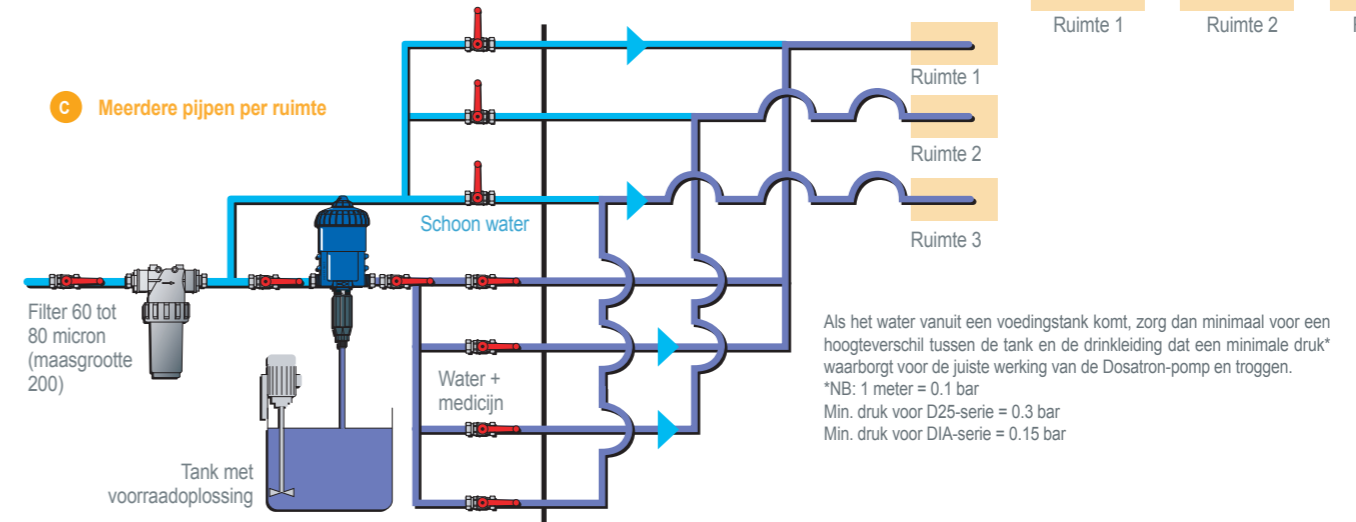 Ruimte 1
Ruimte 2
C Meerdere pijpen per ruimte
Ruimte 1
Ruimte 2
Ruimte 3
Schoon water
Filter 60 tot
80 micron
(maasgrootte
200)
Water +
medicijn
Tank met
voorraadoplossing
Als het water vanuit een voedingstank komt, zorg dan minimaal voor een
hoogteverschil tussen de tank en de drinkleiding dat een minimale druk*
waarborgt voor de juiste werking van de Dosatron-pomp en troggen.
*NB: 1 meter = 0.1 bar
Min. druk voor D25-serie = 0.3 bar
Min. druk voor DIA-serie = 0.15 bar